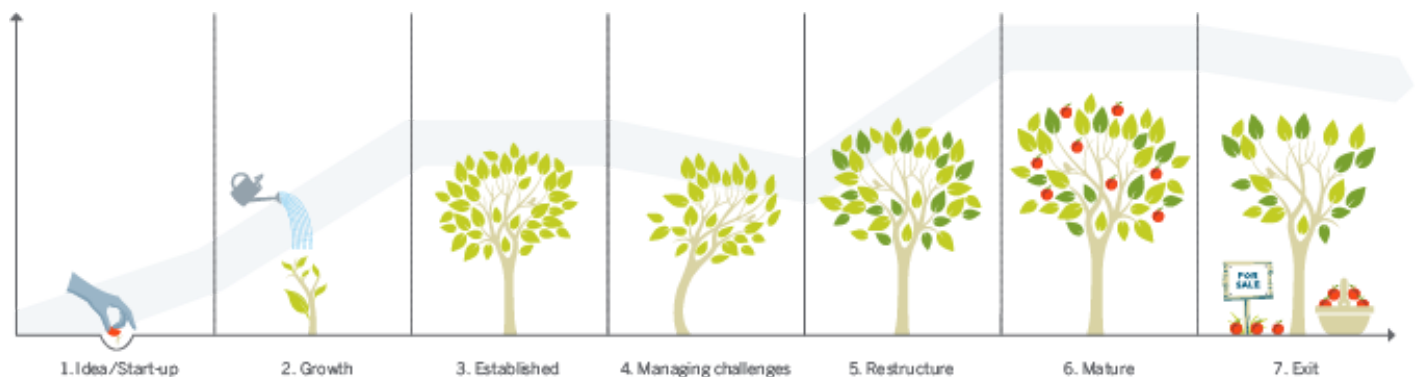 FOR
SALE
1. Idea/Start-up
2. Growth
3. Established
4. Managing challenges
5. Restructure
6. Mature
7. Exit